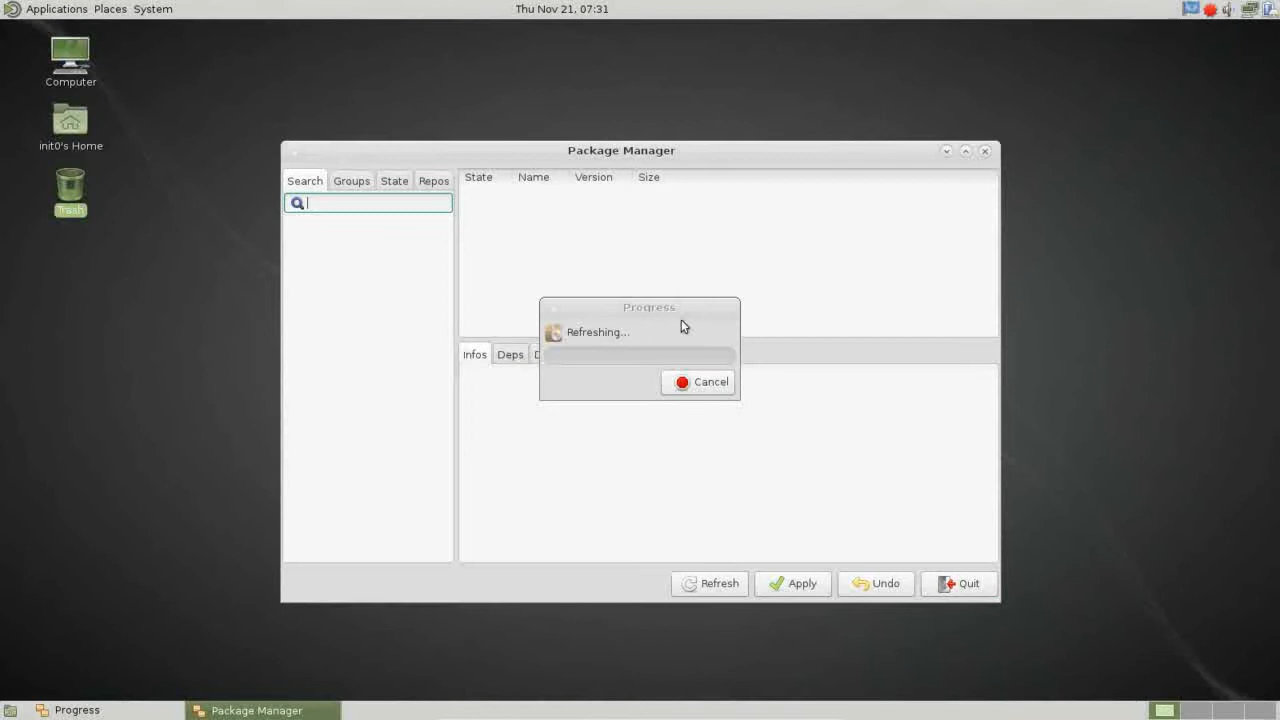 Applications Places System
Thu Nov 21, 07:31
Computer
init0's Home
Trash
Package Manager
Search Groups State Repos
State Name Version Size
Progress
Refreshing...
Cancel
Infos Deps D
Refresh Apply Undo Quit
Progress Package Manager